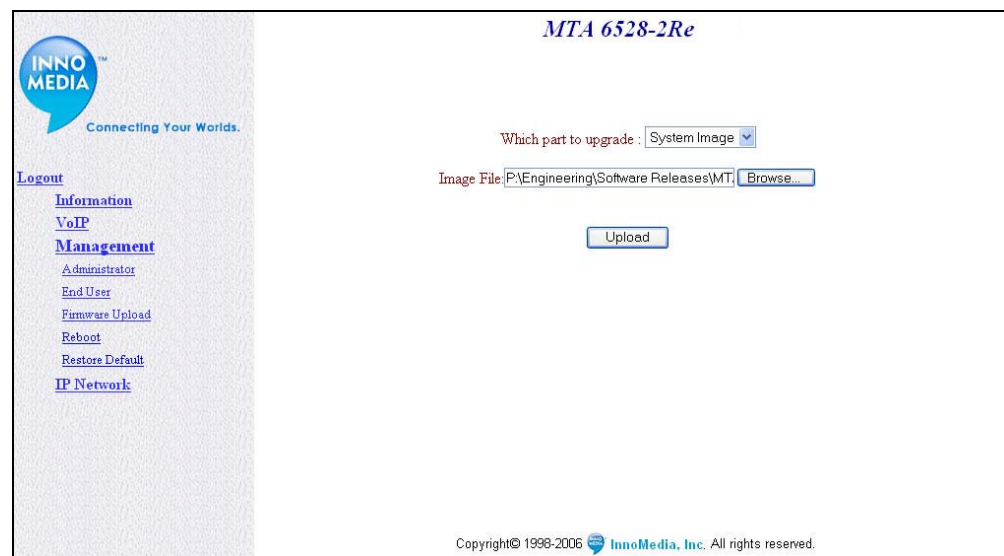 MTA 6528-2Re
INNO
MEDIA
TM
Connecting Your Worlds.
Logout
Information
VoIP
Management
Administrator
End User
Firmware Upload
Reboot
Restore Default
IP Network
Which part to upgrade : System Image
Image File: P:\Engineering\Software Releases\MT. Browse...
Upload
Copyright© 1998-2006 InnoMedia, Inc. All rights reserved.